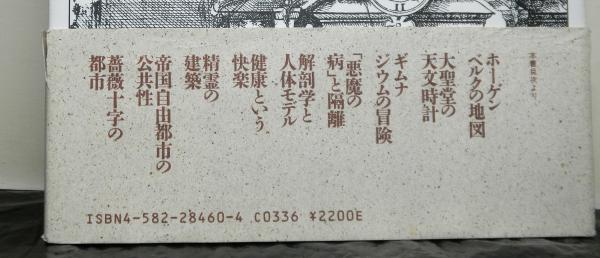 本書目次より
ホーゲン
ベルクの地図
大聖堂の
天文時計
ギムナ
ジウムの冒険
「悪魔の
病」と隔離
解剖学と
人体モデル
健康という
快楽
精霊の
建築
帝国自由都市の
公共性
薔薇十字の
都市
ISBN4-582-28460-4 C0336 ¥2200E